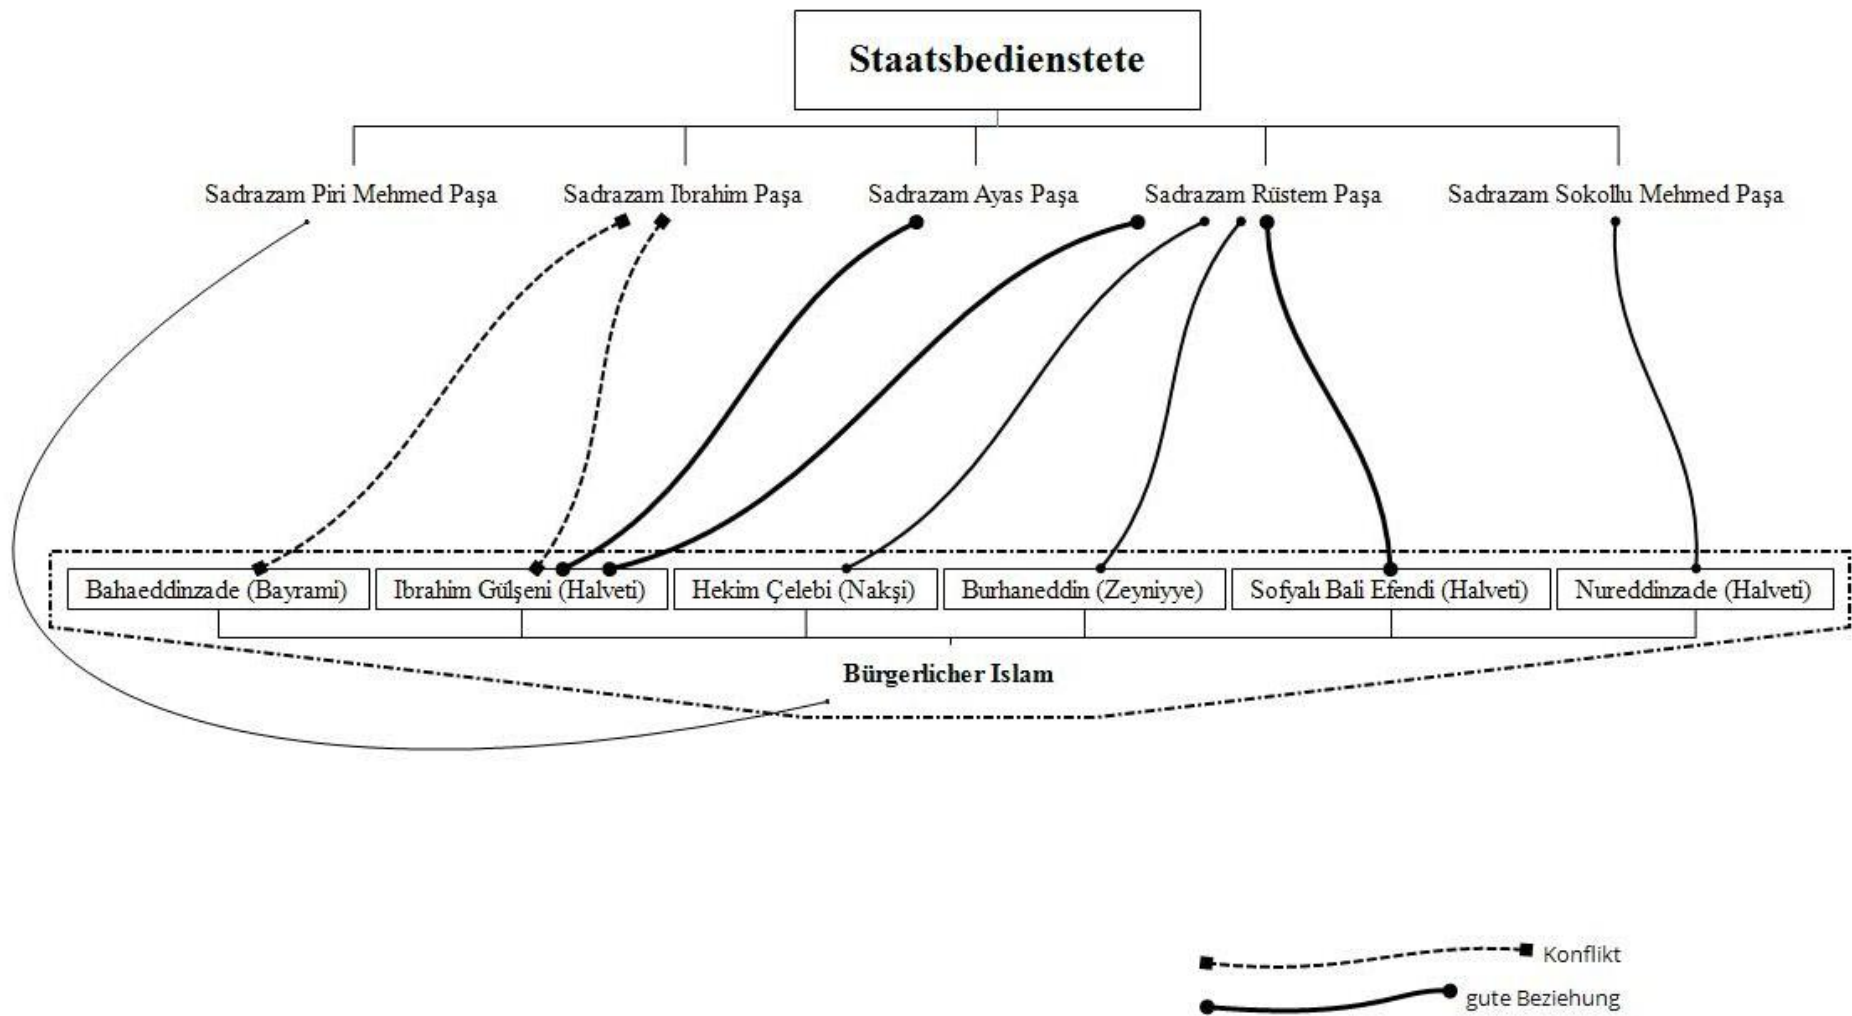 Staatsbedienstete
Sadrazam Piri Mehmed Paşa
Sadrazam Ibrahim Paşa
Sadrazam Ayas Paşa
Sadrazam Rüstem Paşa
Sadrazam Sokollu Mehmed Paşa
Bahaeddinzade (Bayrami)
Ibrahim Gülşeni (Halveti)
Hekim Çelebi (Nakşi)
Burhaneddin (Zeyniyye)
Sofyalı Bali Efendi (Halveti)
Nureddinzade (Halveti)
Bürgerlicher Islam
Konflikt
gute Beziehung